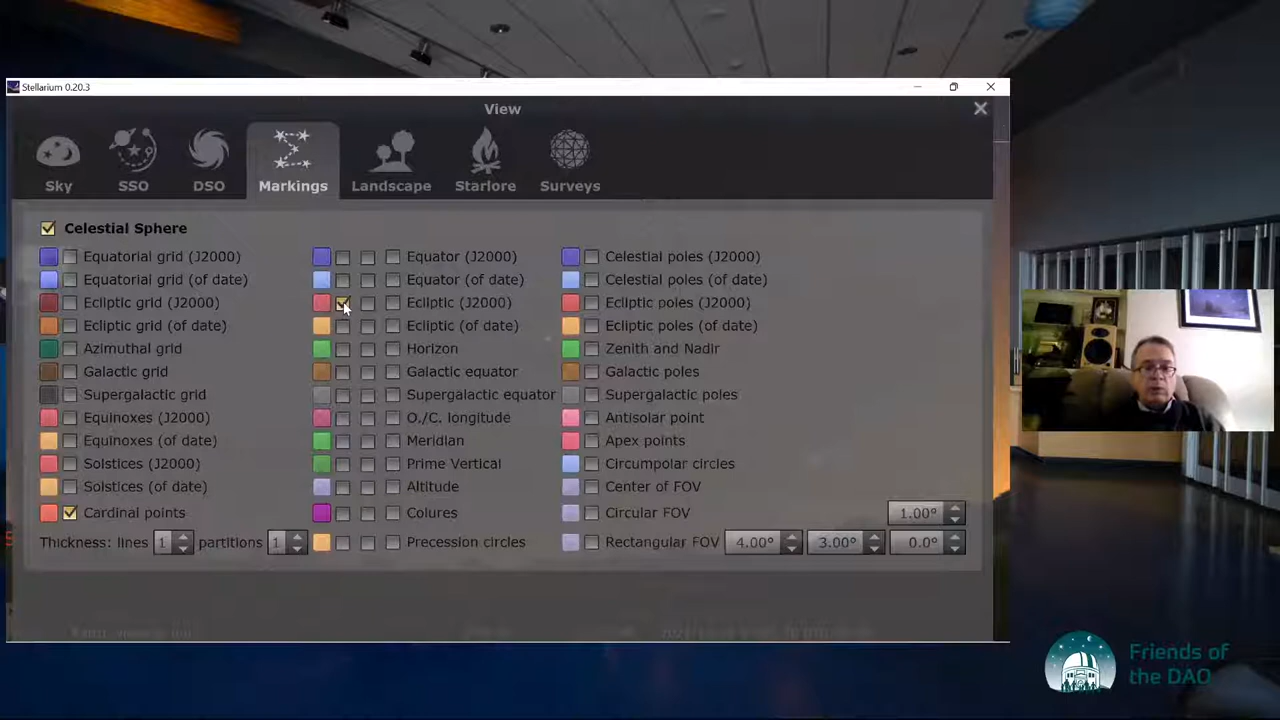 Stellarium 0.20.3
View
Sky
SSO
DSO
Markings
Landscape
Starlore
Surveys
Celestial Sphere
Equatorial grid (J2000)
Equator (J2000)
Celestial poles (J2000)
Equatorial grid (of date)
Equator (of date)
Celestial poles (of date)
Ecliptic grid (J2000)
Ecliptic (J2000)
Ecliptic poles (J2000)
Ecliptic grid (of date)
Ecliptic (of date)
Ecliptic poles (of date)
Azimuthal grid
Horizon
Zenith and Nadir
Galactic grid
Galactic equator
Galactic poles
Supergalactic grid
Supergalactic equator
Supergalactic poles
Equinoxes (J2000)
O./C. longitude
Antisolar point
Equinoxes (of date)
Meridian
Apex points
Solstices (J2000)
Prime Vertical
Circumpolar circles
Solstices (of date)
Altitude
Center of FOV
Cardinal points
Colures
Circular FOV
1.00°
Thickness: lines 1 partitions 1
Precession circles
Rectangular FOV 4.00° 3.00° 0.0°
Friends of
the DAO